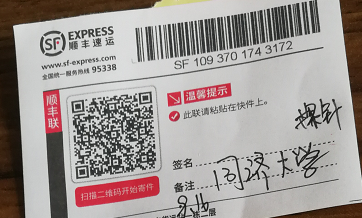 SF EXPRESS
顺丰速运
www.sf-express.com
全国统一服务热线 95338
SF 109 370 174 3172
顺丰联
温馨提示
此联请粘贴在快件上。
扫描二维码开始寄件
探针
签名
备注 同济大学